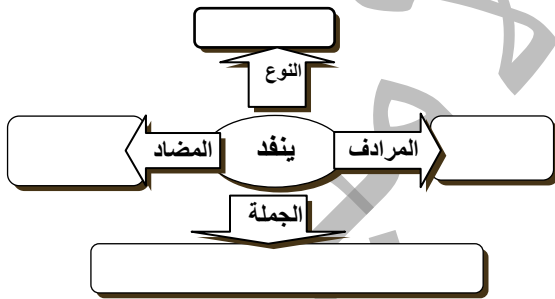 النوع
المرادف
ينفد
المضاد
الجملة